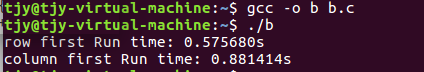 tjy@tjy-virtual-machine:~$ gcc -o b b.c
tjy@tjy-virtual-machine:~$ ./b
row first Run time: 0.575680s
column first Run time: 0.881414s